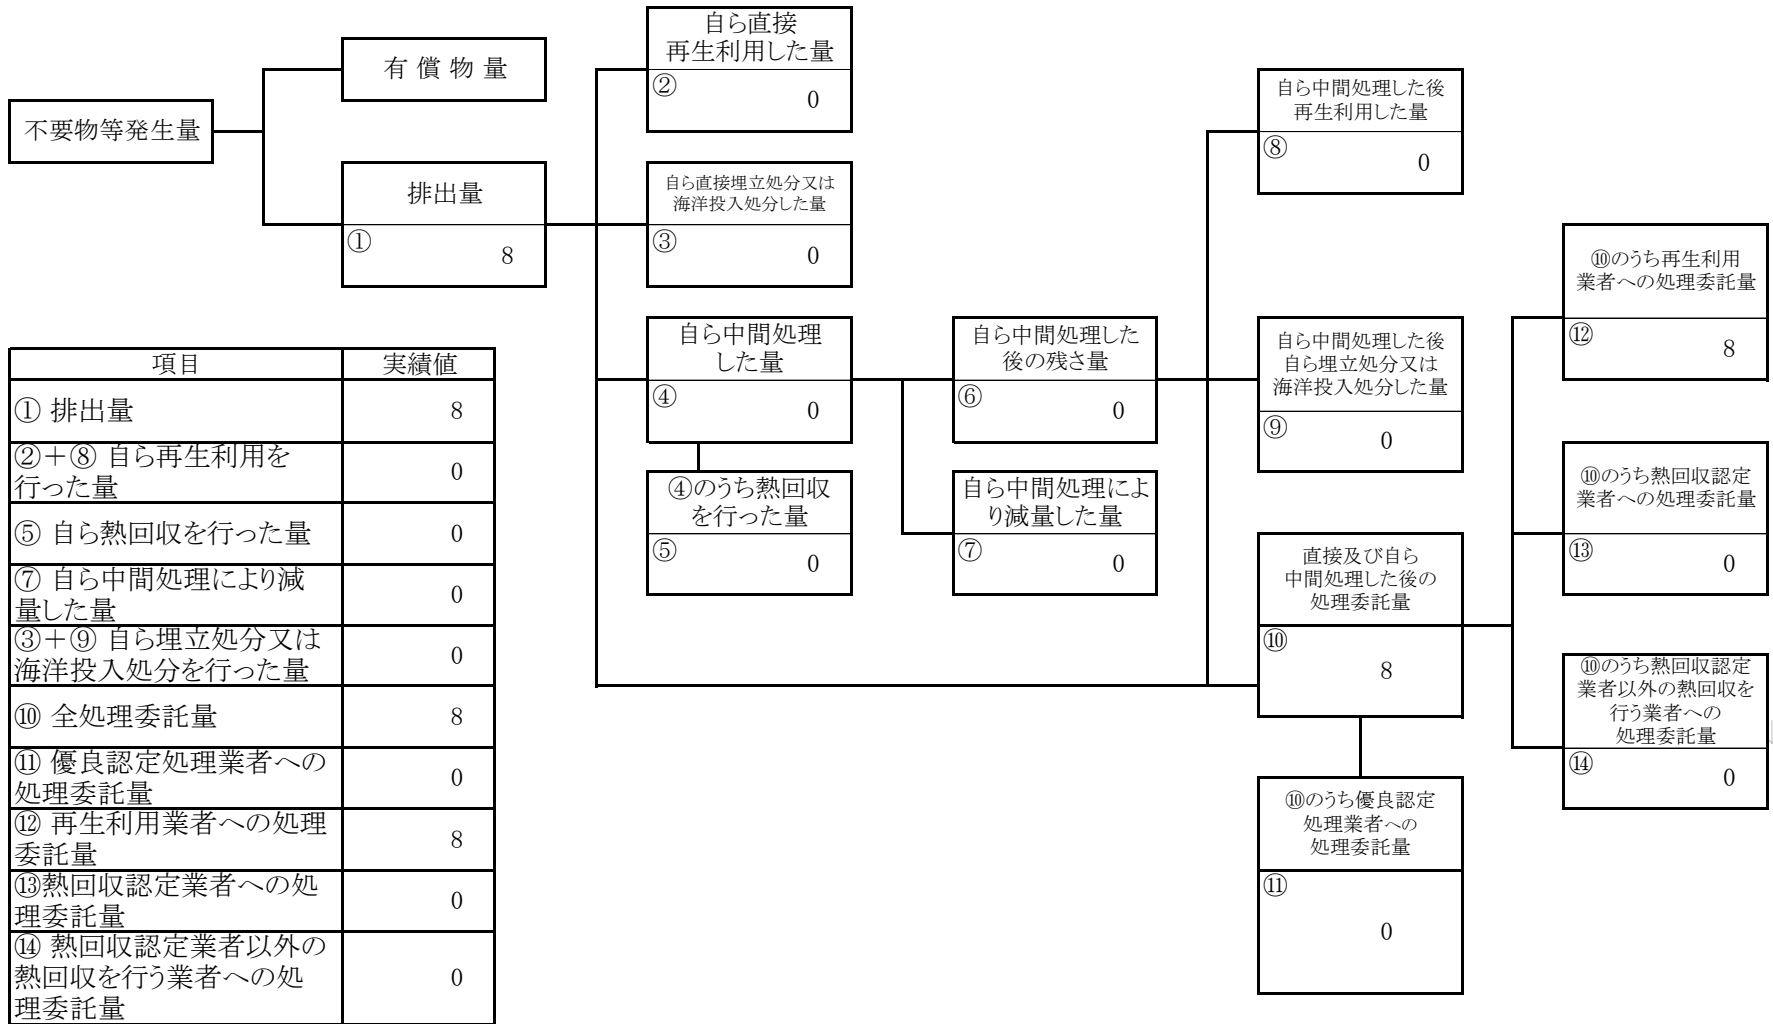 不要物等発生量
有 償 物 量
排出量
①
8
自ら直接
再生利用した量
②
0
自ら直接埋立処分又は
海洋投入処分した量
③
0
自ら中間処理
した量
④
0
④のうち熱回収
を行った量
⑤
0
自ら中間処理した
後の残さ量
⑥
0
自ら中間処理によ
り減量した量
⑦
0
自ら中間処理した後
再生利用した量
⑧
0
自ら中間処理した後
自ら埋立処分又は
海洋投入処分した量
⑨
0
直接及び自ら
中間処理した後の
処理委託量
⑩
8
⑩のうち優良認定
処理業者への
処理委託量
⑪
0
⑩のうち再生利用
業者への処理委託量
⑫
8
⑩のうち熱回収認定
業者への処理委託量
⑬
0
⑩のうち熱回収認定
業者以外の熱回収を
行う業者への
処理委託量
⑭
0
項目 実績値
① 排出量 8
②＋⑧ 自ら再生利用を
行った量 0
⑤ 自ら熱回収を行った量 0
⑦ 自ら中間処理により減
量した量 0
③＋⑨ 自ら埋立処分又は
海洋投入処分を行った量 0
⑩ 全処理委託量 8
⑪ 優良認定処理業者への
処理委託量 0
⑫ 再生利用業者への処理
委託量 8
⑬熱回収認定業者への処
理委託量 0
⑭ 熱回収認定業者以外の
熱回収を行う業者への処
理委託量 0